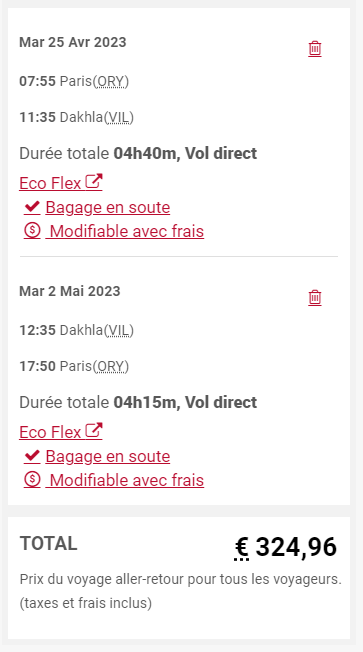 Mar 25 Avr 2023
07:55 Paris(ORY)
11:35 Dakhla(VIL)
Durée totale 04h40m, Vol direct
Eco Flex
Bagage en soute
Modifiable avec frais
Mar 2 Mai 2023
12:35 Dakhla(VIL)
17:50 Paris(ORY)
Durée totale 04h15m, Vol direct
Eco Flex
Bagage en soute
Modifiable avec frais
TOTAL € 324,96
Prix du voyage aller-retour pour tous les voyageurs.
(taxes et frais inclus)